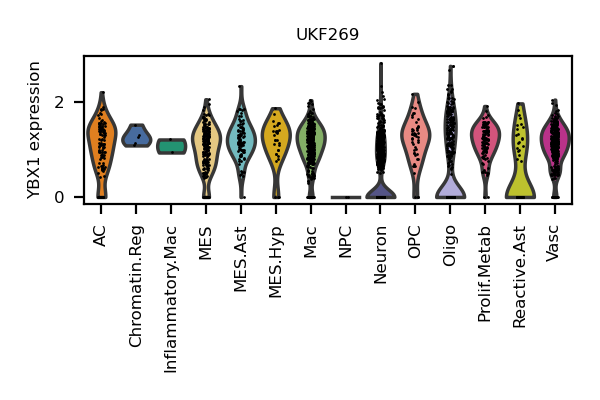 UKF269
YBX1 expression
2
0
AC
Chromatin.Reg
Inflammatory.Mac
MES
MES.Ast
MES.Hyp
Mac
NPC
Neuron
OPC
Oligo
Prolif.Metab
Reactive.Ast
Vasc